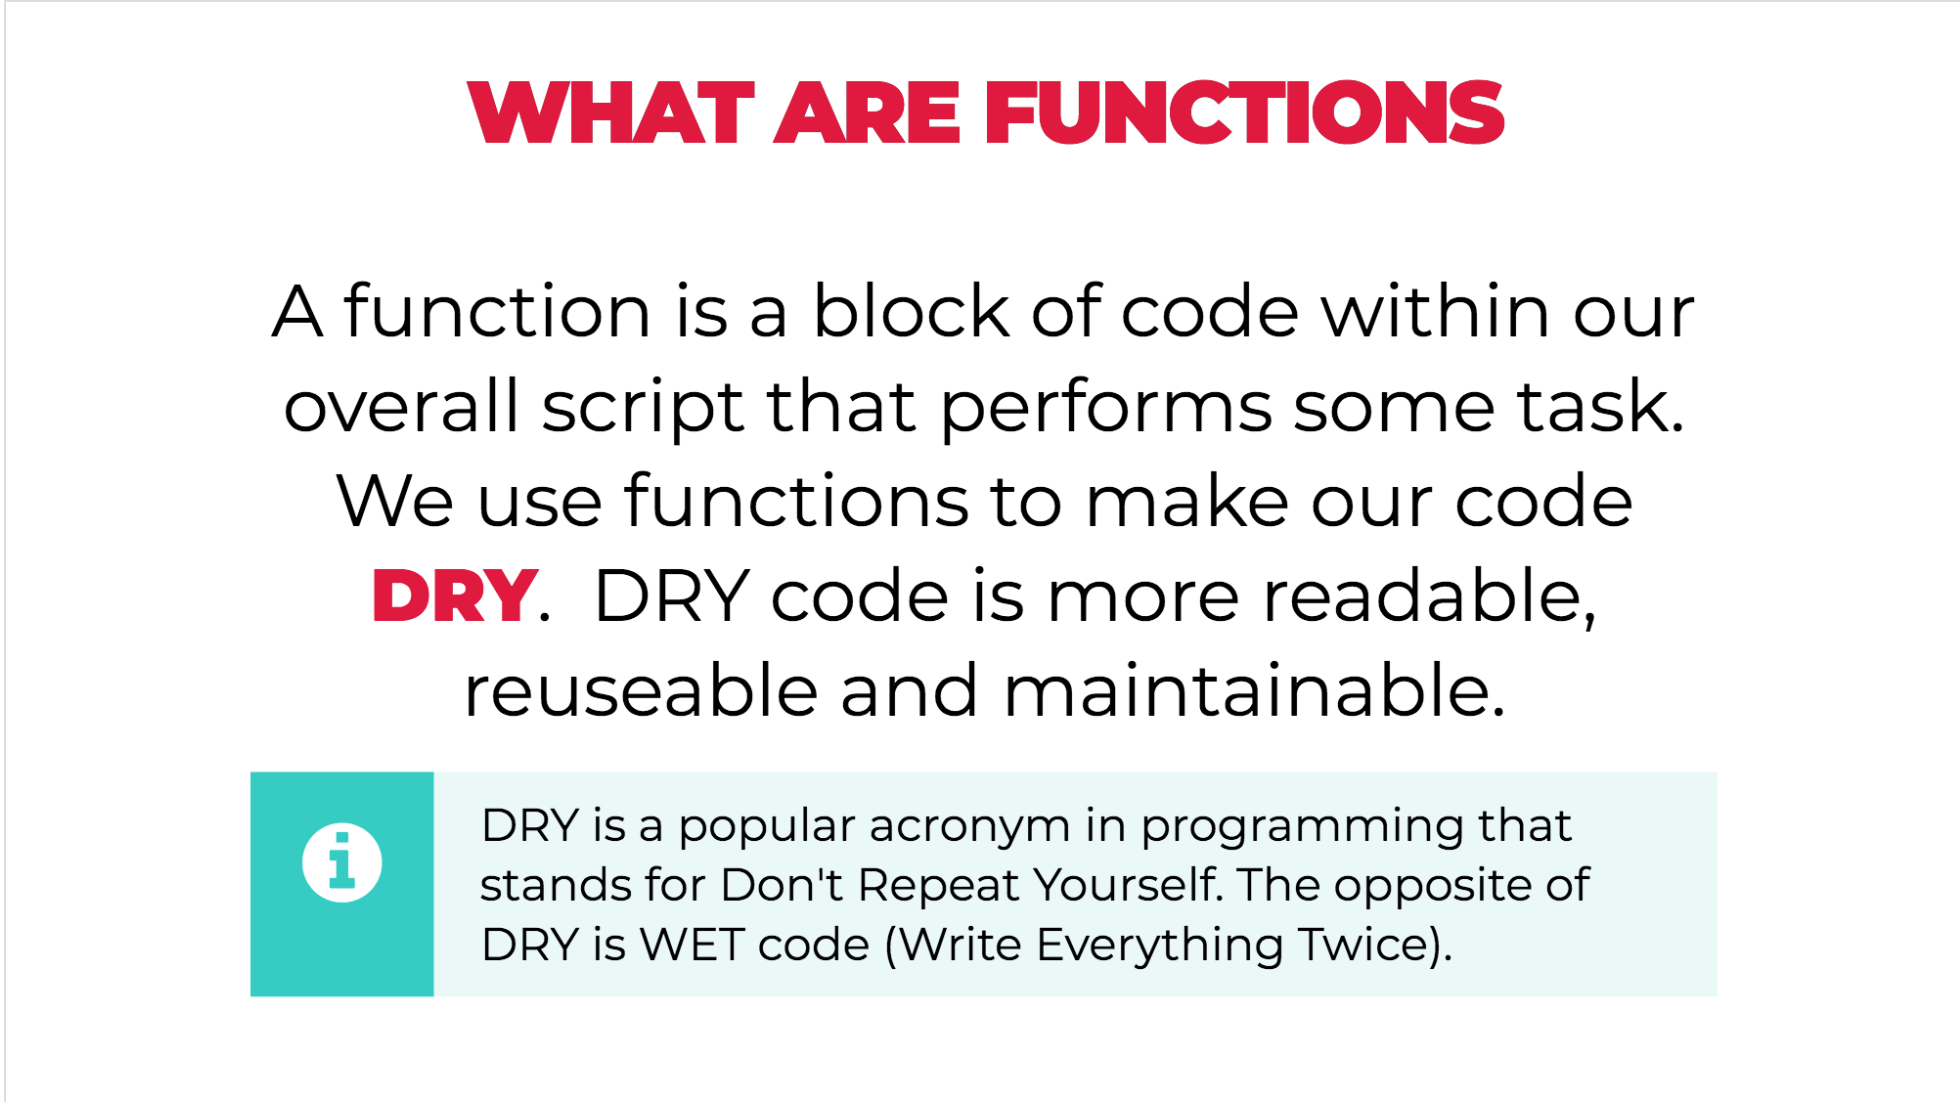 WHAT ARE FUNCTIONS
A function is a block of code within our
overall script that performs some task.
We use functions to make our code
DRY.  DRY code is more readable,
reuseable and maintainable.
DRY is a popular acronym in programming that
stands for Don't Repeat Yourself. The opposite of
DRY is WET code (Write Everything Twice).